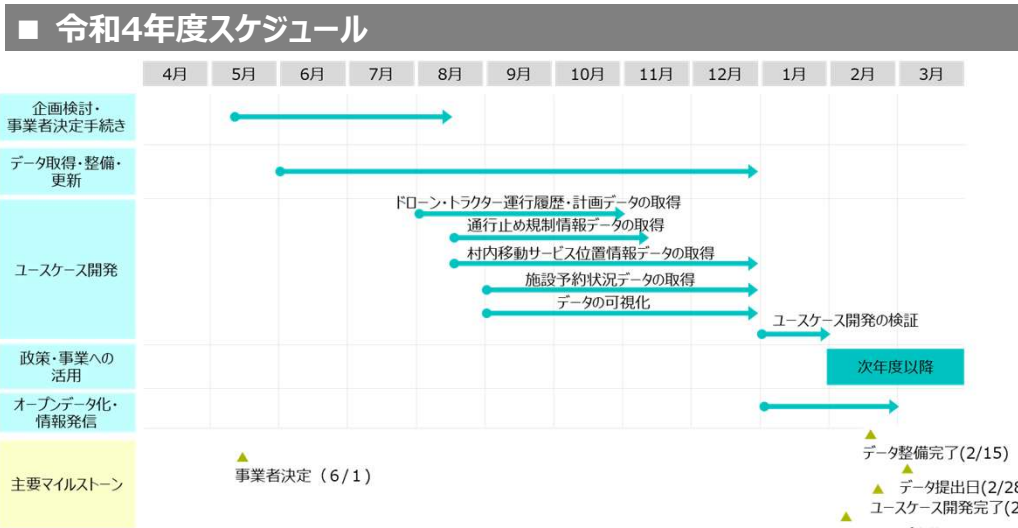 ■ 令和4年度スケジュール
4月 5月 6月 7月 8月 9月 10月 11月 12月 1月 2月 3月
企画検討・
事業者決定手続き
データ取得・整備・
更新
ユースケース開発
ドローン・トラクター運行履歴・計画データの取得
通行止め規制情報データの取得
村内移動サービス位置情報データの取得
施設予約状況データの取得
データの可視化
ユースケース開発の検証
政策・事業への
活用
次年度以降
オープンデータ化・
情報発信
主要マイルストーン
事業者決定（6/1）
データ整備完了(2/15)
データ提出日(2/28
ユースケース開発完了(2